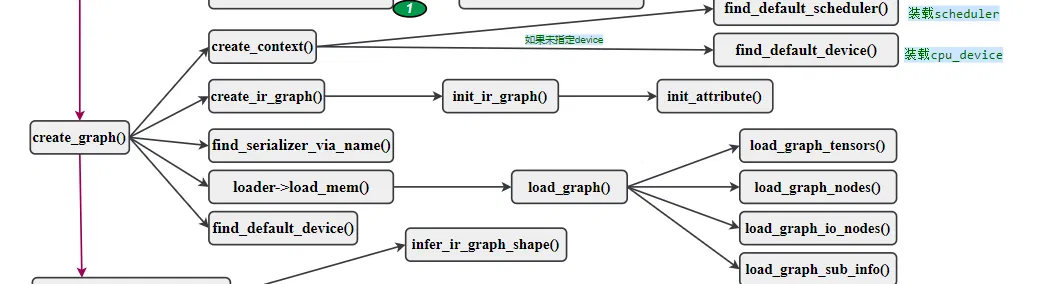 1
find_default_scheduler()
装载scheduler
create_context()
如果未指定device
find_default_device()
装载cpu_device
create_ir_graph()
init_ir_graph()
init_attribute()
create_graph()
find_serializer_via_name()
load_graph_tensors()
loader->load_mem()
load_graph()
load_graph_nodes()
find_default_device()
load_graph_io_nodes()
infer_ir_graph_shape()
load_graph_sub_info()